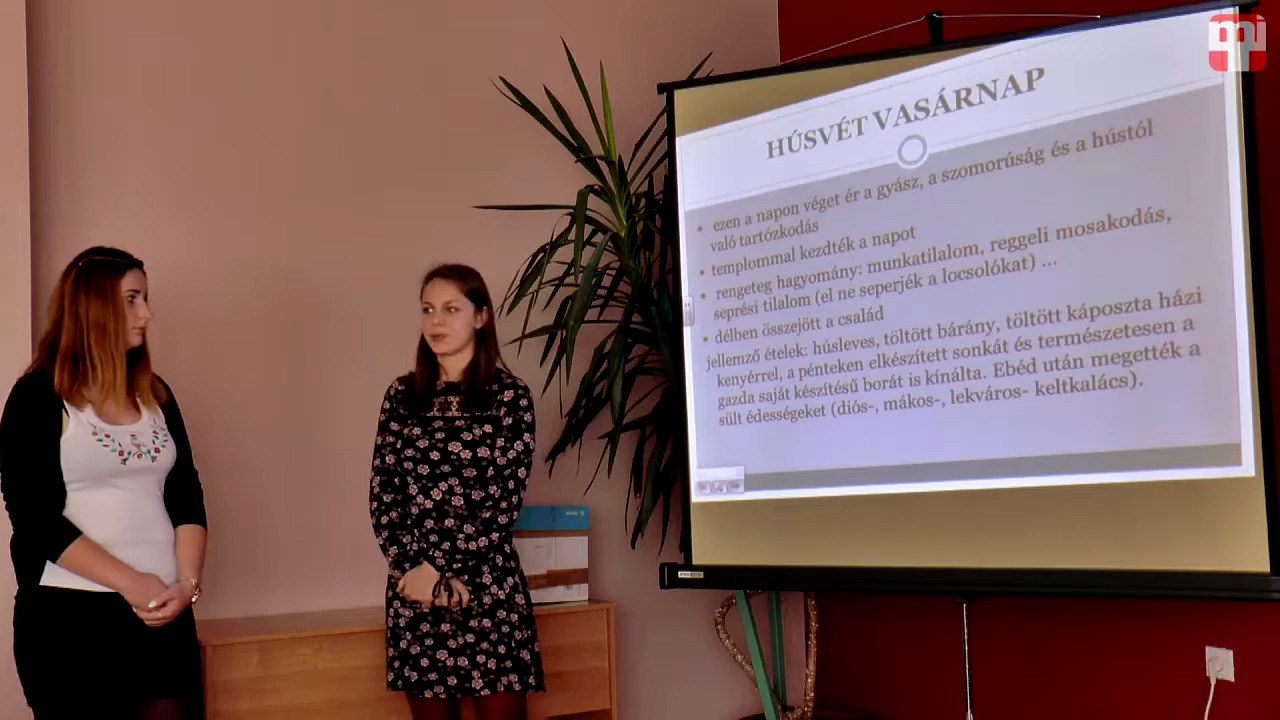 mi
HÚSVÉT VASÁRNAP
• ezen a napon véget ér a gyász, a szomorúság és a hústól
való tartózkodás
• templommal kezdték a napot
• rengeteg hagyomány: munkatilalom, reggeli mosakodás,
seprési tilalom (el ne seperjék a locsolókat) ...
• délben összejött a család
jellemző ételek: húsleves, töltött bárány, töltött káposzta házi
kenyérrel, a pénteken elkészített sonkát és természetesen a
gazda saját készítésű borát is kínálta. Ebéd után megették a
sült édességeket (diós-, mákos-, lekváros- keltkalács).